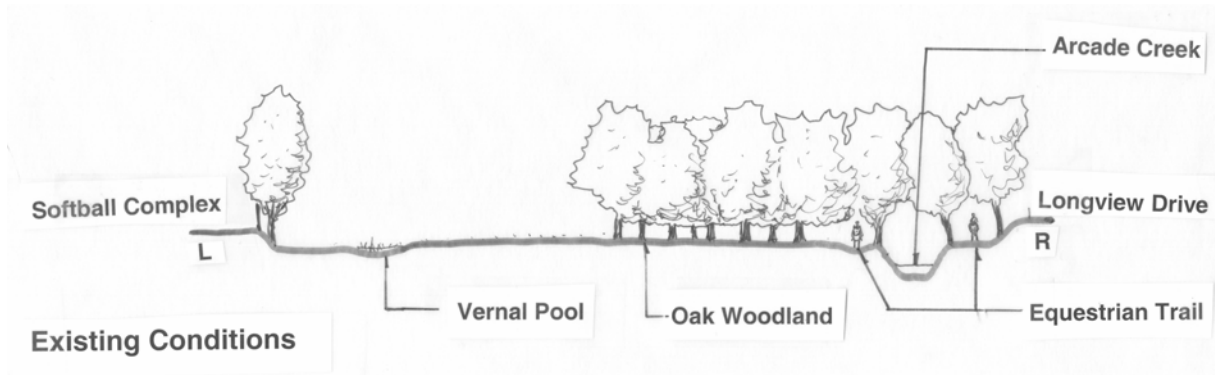 Arcade Creek
Softball Complex
Longview Drive
L
R
Vernal Pool
Oak Woodland
Equestrian Trail
Existing Conditions